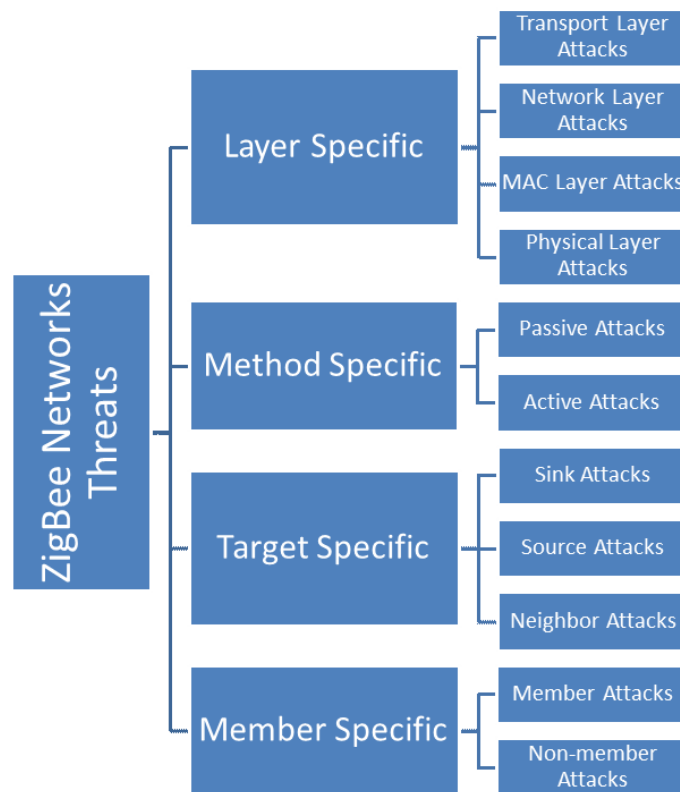 ZigBee Networks
Threats
Layer Specific
Transport Layer
Attacks
Network Layer
Attacks
MAC Layer Attacks
Physical Layer
Attacks
Method Specific
Passive Attacks
Active Attacks
Target Specific
Sink Attacks
Source Attacks
Neighbor Attacks
Member Specific
Member Attacks
Non-member
Attacks